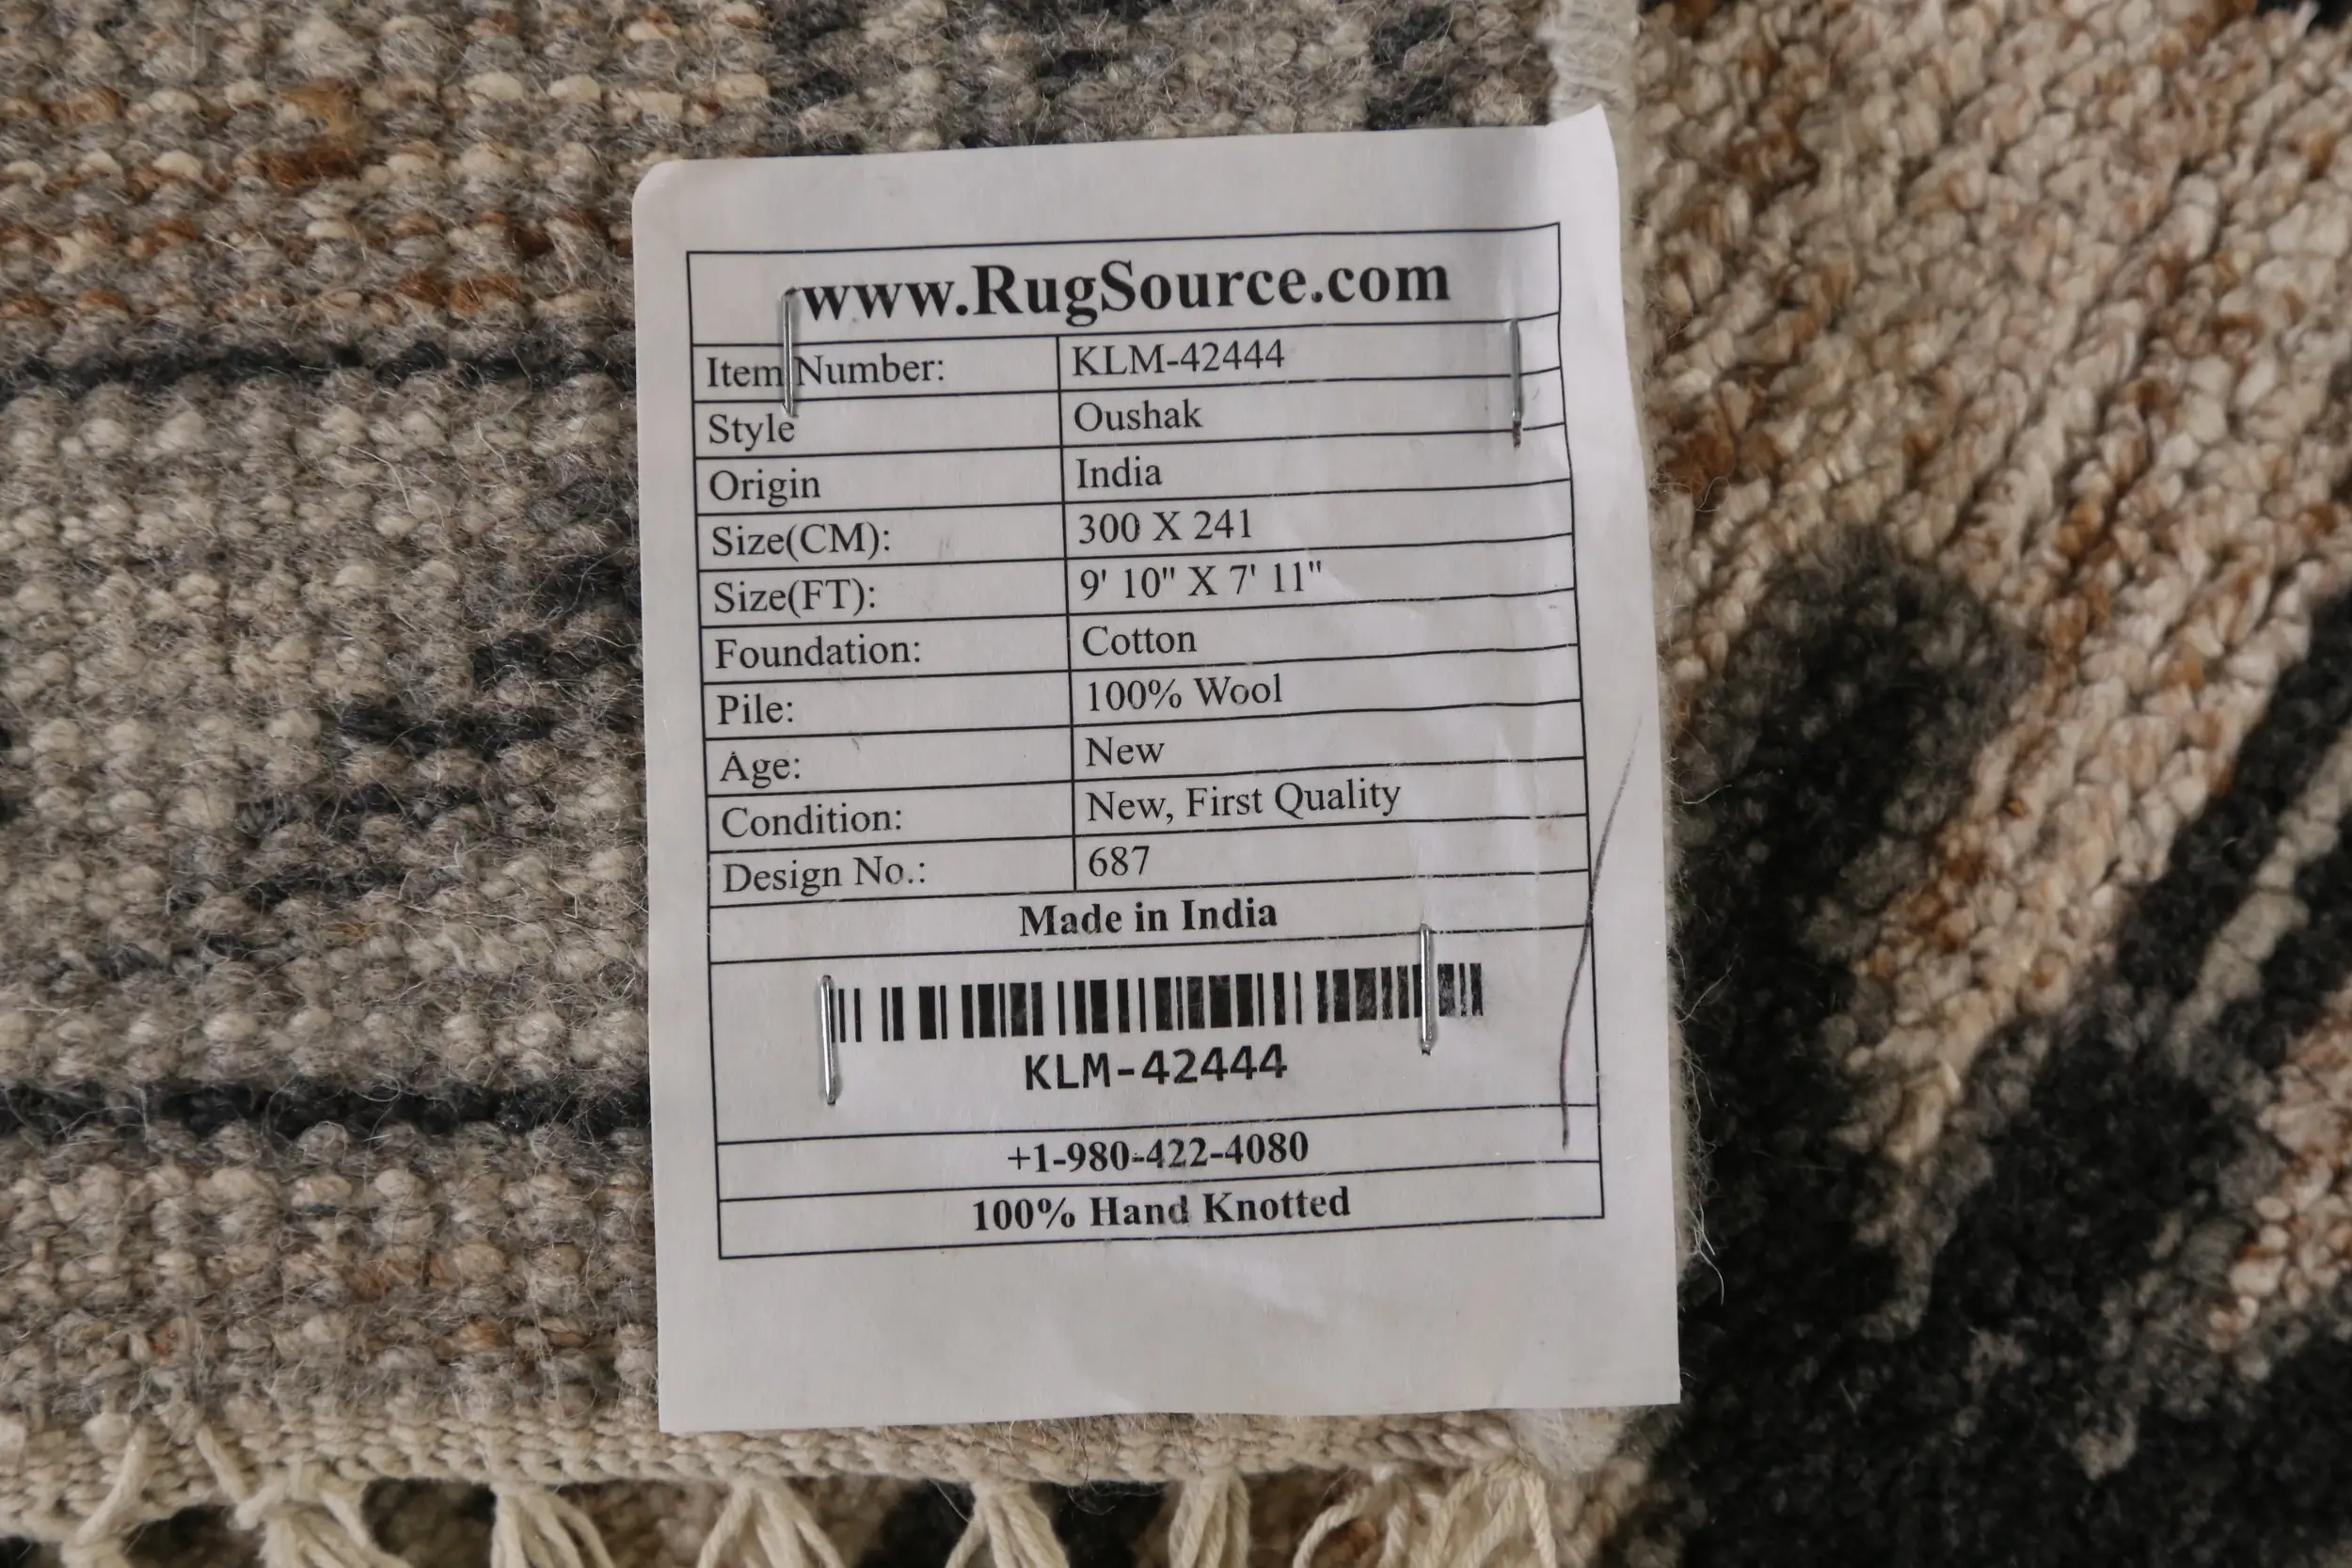 www.RugSource.com
Item Number: KLM-42444
Style Oushak
Origin India
Size(CM): 300 X 241
Size(FT): 9' 10" X 7' 11"
Foundation: Cotton
Pile: 100% Wool
Age: New
Condition: New, First Quality
Design No.: 687
Made in India
KLM-42444
+1-980-422-4080
100% Hand Knotted